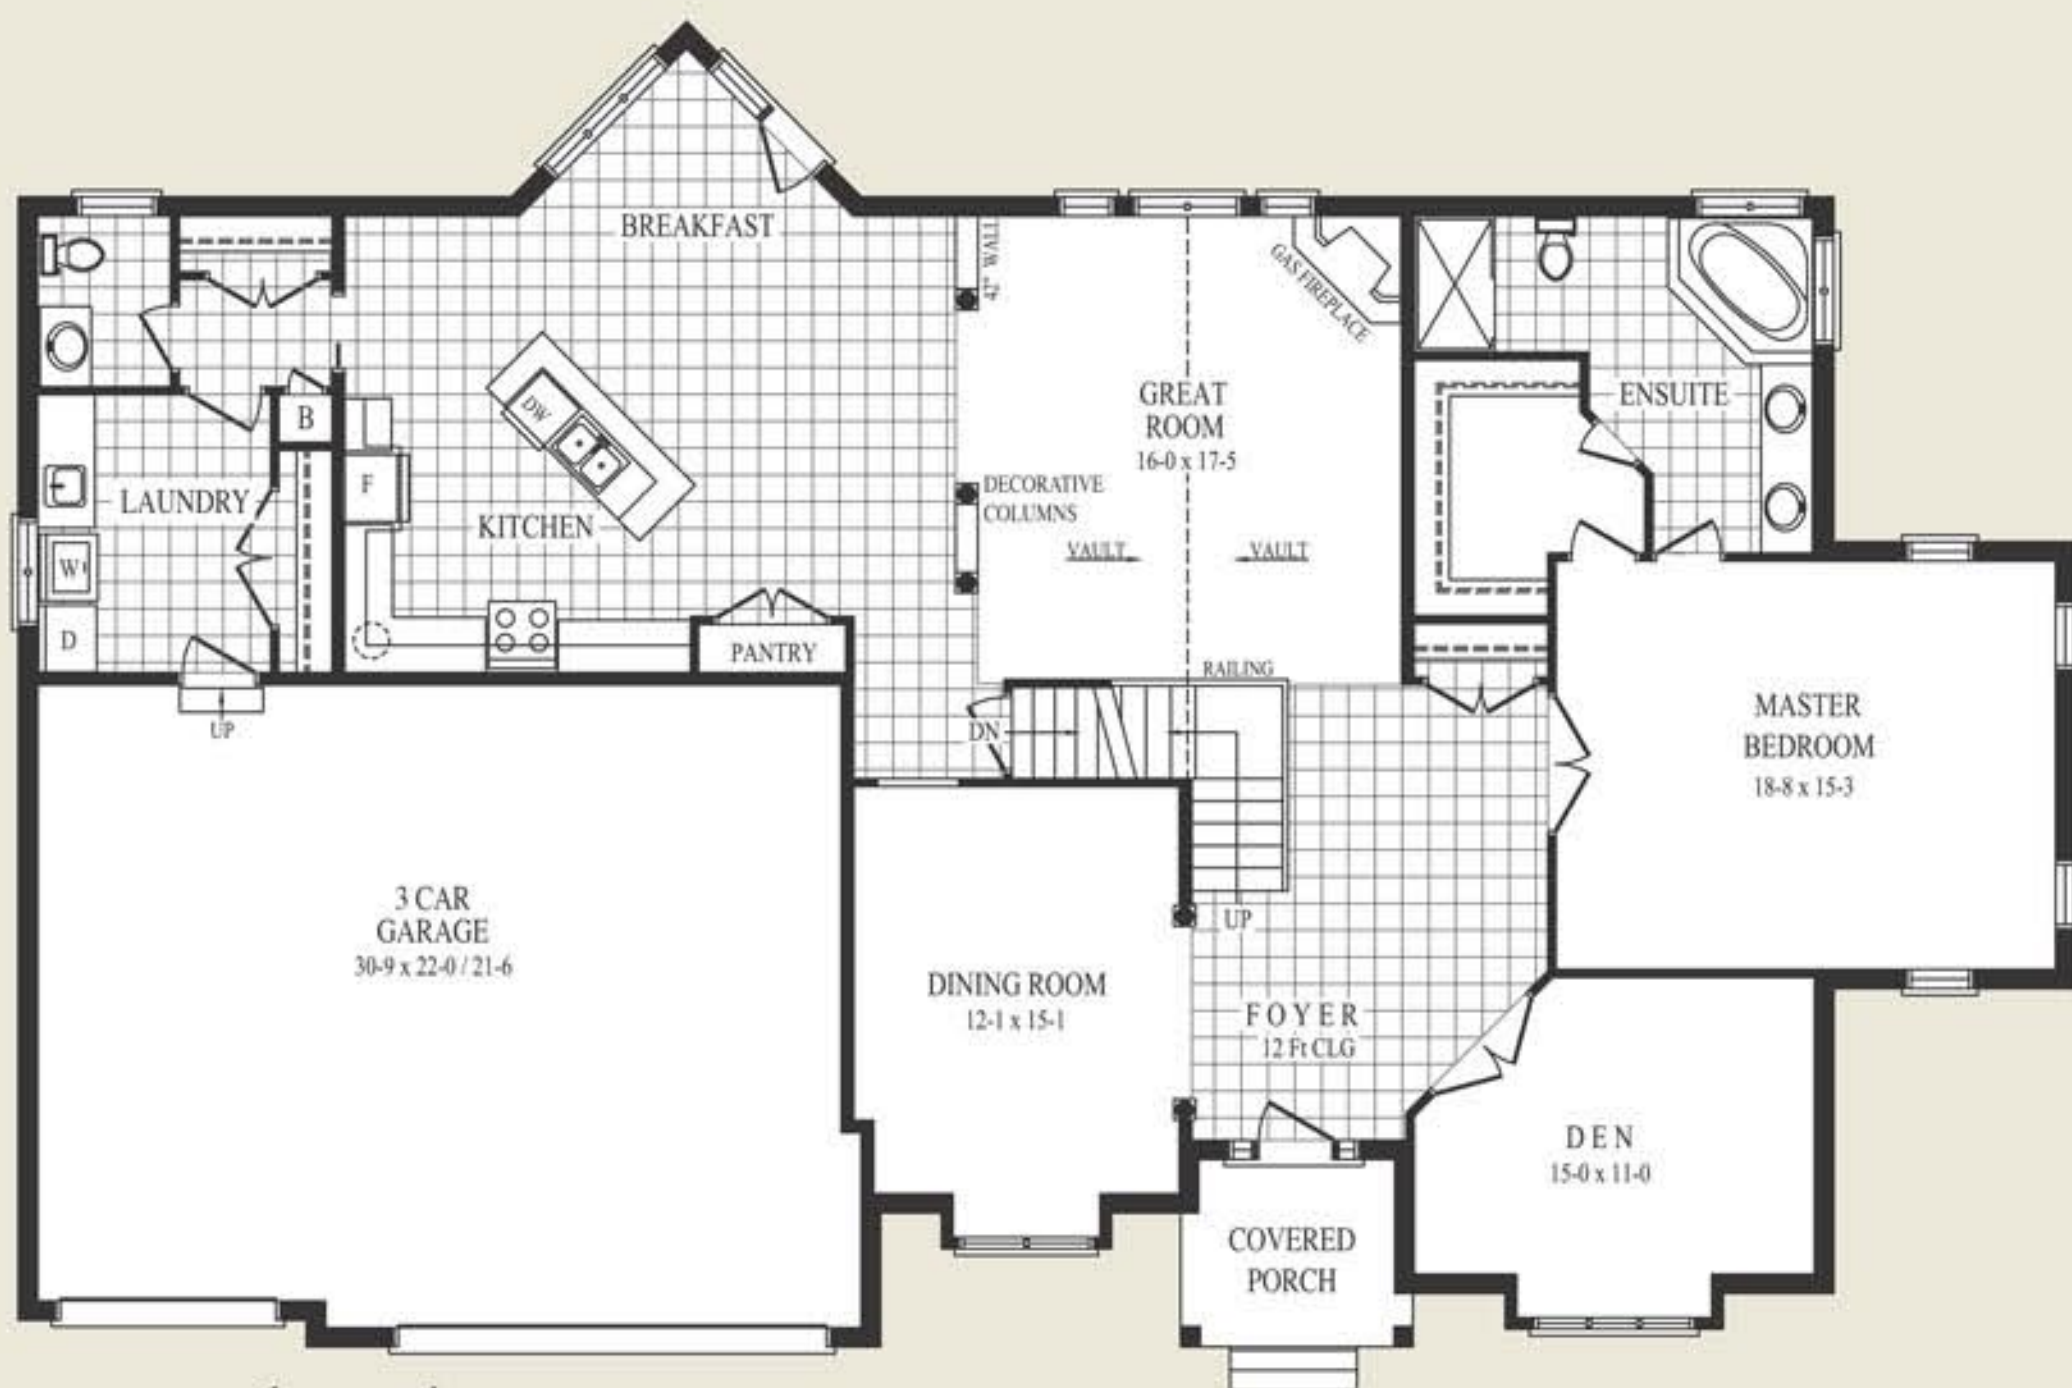 BREAKFAST
42" WALL
GAS FIREPLACE
GREAT
ROOM
16-0 x 17-5
ENSUITE
DW
B
F
LAUNDRY
KITCHEN
DECORATIVE
COLUMNS
VAULT
VAULT
W
D
PANTRY
RAILING
UP
DN
MASTER
BEDROOM
18-8 x 15-3
3 CAR
GARAGE
30-9 x 22-0 / 21-6
UP
DINING ROOM
12-1 x 15-1
FOYER
12 Ft CLG
DEN
15-0 x 11-0
COVERED
PORCH